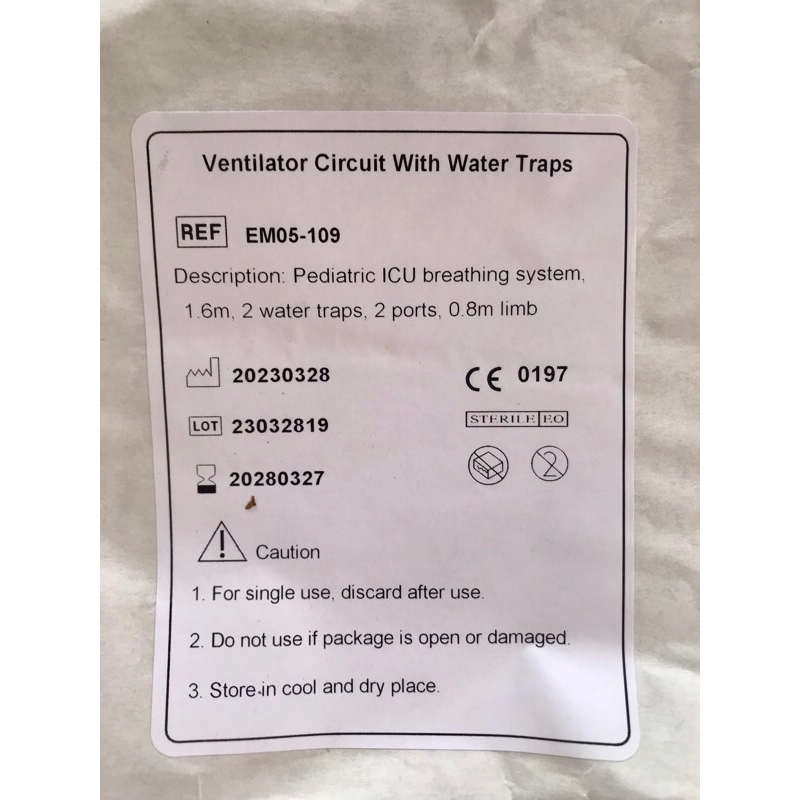 Ventilator Circuit With Water Traps
REF EM05-109
Description: Pediatric ICU breathing system,
1.6m, 2 water traps, 2 ports, 0.8m limb
20230328
CE 0197
LOT 23032819
STERILE EO
20280327
2
Caution
1. For single use, discard after use.
2. Do not use if package is open or damaged.
3. Store in cool and dry place.